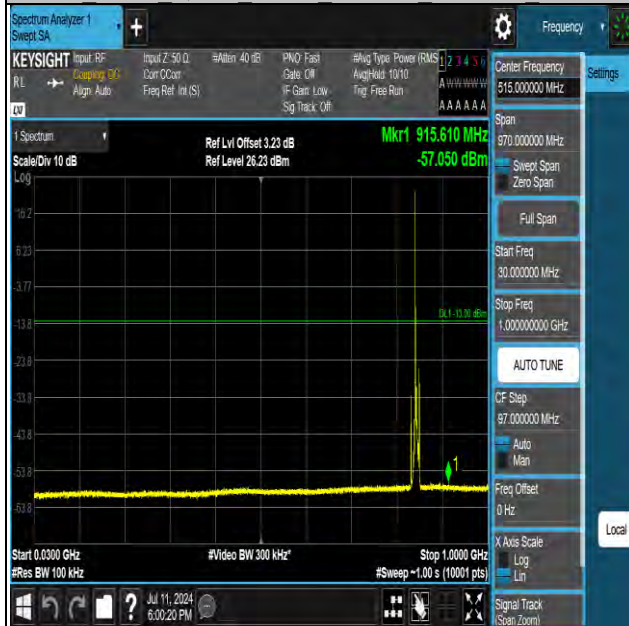 Spectrum Analyzer 1
Swept SA
+
Frequency
KEYSIGHT
RL
LXI
Input: RF
Coupling: DC
Align: Auto
Input Z: 50 Ω
Corr CCorr
Freq Ref: Int (S)
#Atten: 40 dB
PNO: Fast
Gate: Off
IF Gain: Low
Sig Track: Off
#Avg Type: Power (RMS
Avg|Hold: 10/10
Trig: Free Run
1 2 3 4 5 6
A W W W W W
A A A A A A
1 Spectrum
Scale/Div 10 dB
Log
Ref Lvl Offset 3.23 dB
Ref Level 26.23 dBm
Mkr1 915.610 MHz
-57.050 dBm
16.2
6.23
-3.77
-13.8
-23.8
-33.8
-43.8
-53.8
-63.8
DL1 -13.00 dBm
1
Start 0.0300 GHz
#Res BW 100 kHz
#Video BW 300 kHz*
Stop 1.0000 GHz
#Sweep ~1.00 s (10001 pts)
Center Frequency
515.000000 MHz
Settings
Span
970.000000 MHz
Swept Span
Zero Span
Full Span
Start Freq
30.000000 MHz
Stop Freq
1.000000000 GHz
AUTO TUNE
CF Step
97.000000 MHz
Auto
Man
Freq Offset
0 Hz
X Axis Scale
Log
Lin
Local
Signal Track
(Span Zoom)
?
Jul 11, 2024
6:00:20 PM